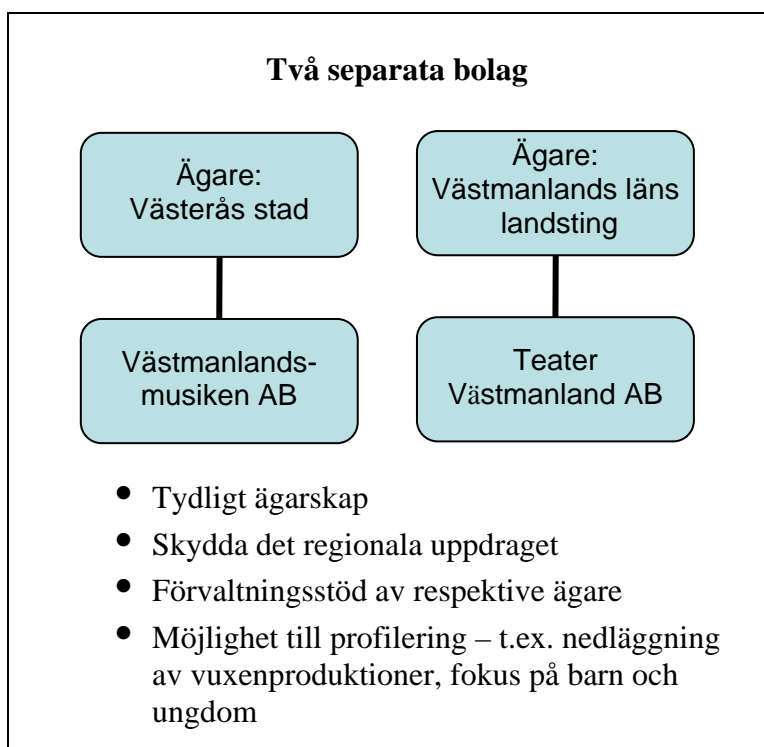 Två separata bolag
Ägare:
Västerås stad
Ägare:
Västmanlands läns
landsting
Västmanlands-
musiken AB
Teater
Västmanland AB
• Tydligt ägarskap
• Skydda det regionala uppdraget
• Förvaltningsstöd av respektive ägare
• Möjlighet till profilering – t.ex. nedläggning
av vuxenproduktioner, fokus på barn och
ungdom